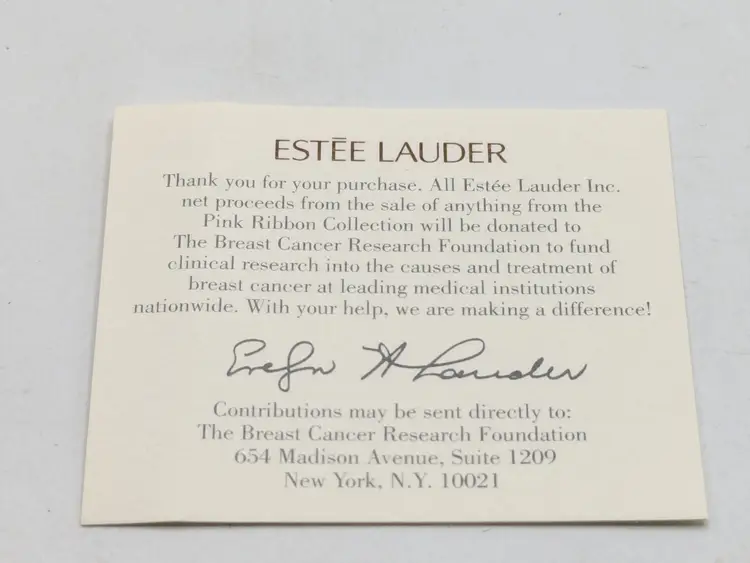 ESTĒE LAUDER
Thank you for your purchase. All Estée Lauder Inc.
net proceeds from the sale of anything from the
Pink Ribbon Collection will be donated to
The Breast Cancer Research Foundation to fund
clinical research into the causes and treatment of
breast cancer at leading medical institutions
nationwide. With your help, we are making a difference!
Evelyn H Lauder
Contributions may be sent directly to:
The Breast Cancer Research Foundation
654 Madison Avenue, Suite 1209
New York, N.Y. 10021